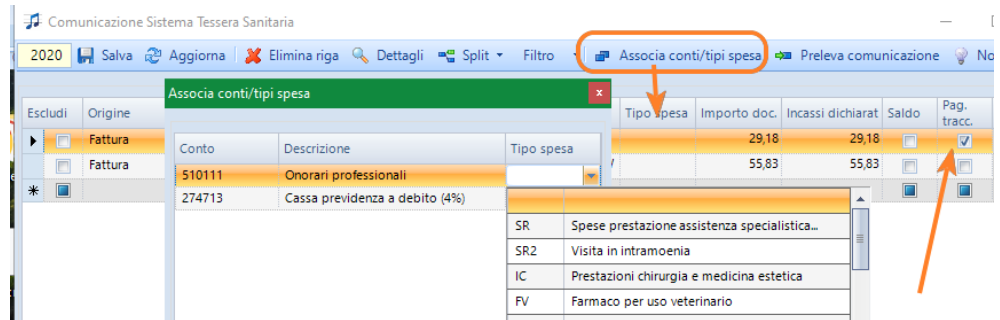 Comunicazione Sistema Tessera Sanitaria
2020 Salva Aggiorna Elimina riga Dettagli Split Filtro Associa conti/tipi spesa Preleva comunicazione No
Associa conti/tipi spesa x
Escludi Origine Tipo spesa Importo doc. Incassi dichiarat Saldo Pag. tracc.
Fattura 29,18 29,18
Fattura 55,83 55,83
Conto Descrizione Tipo spesa
510111 Onorari professionali
274713 Cassa previdenza a debito (4%)
SR Spese prestazione assistenza specialistica...
SR2 Visita in intramoenia
IC Prestazioni chirurgia e medicina estetica
FV Farmaco per uso veterinario